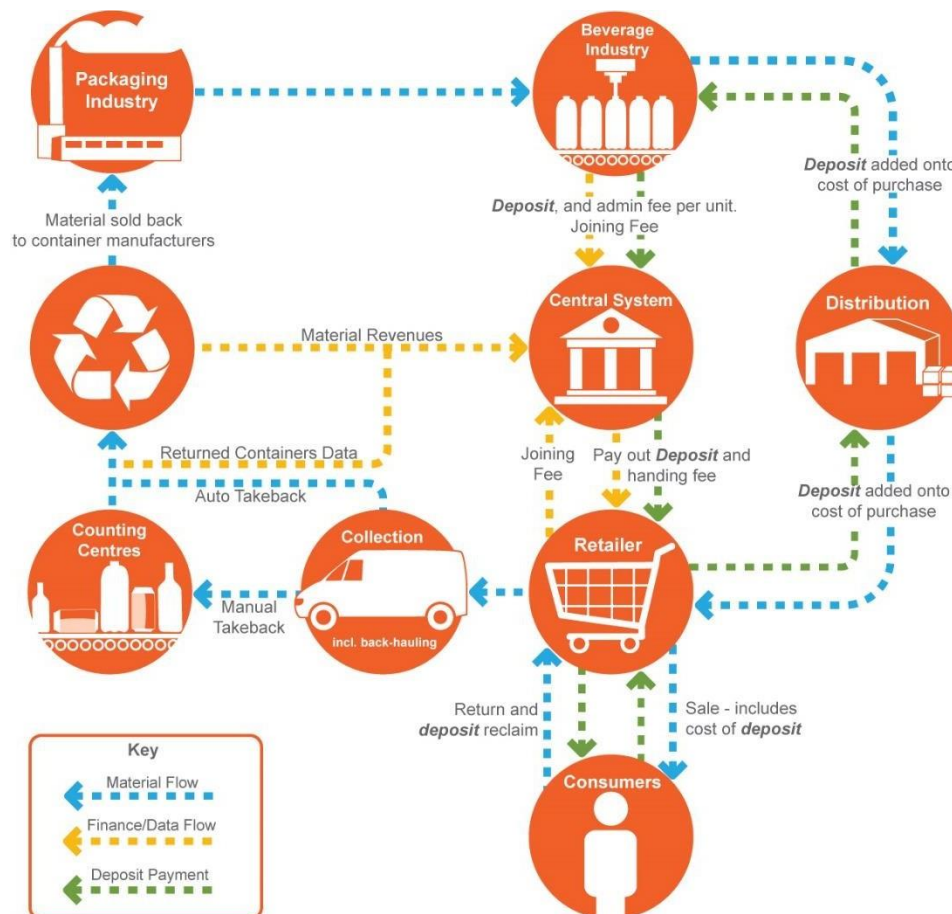 Packaging
Industry
Beverage
Industry
Deposit added onto
cost of purchase
Deposit, and admin fee per unit.
Joining Fee
Material sold back
to container manufacturers
Central System
Distribution
Material Revenues
Returned Containers Data
Auto Takeback
Joining
Fee
Pay out Deposit and
handing fee
Deposit added onto
cost of purchase
Counting
Centres
Collection
Retailer
Manual
Takeback
incl. back-hauling
Return and
deposit reclaim
Sale - includes
cost of deposit
Consumers
Key
Material Flow
Finance/Data Flow
Deposit Payment